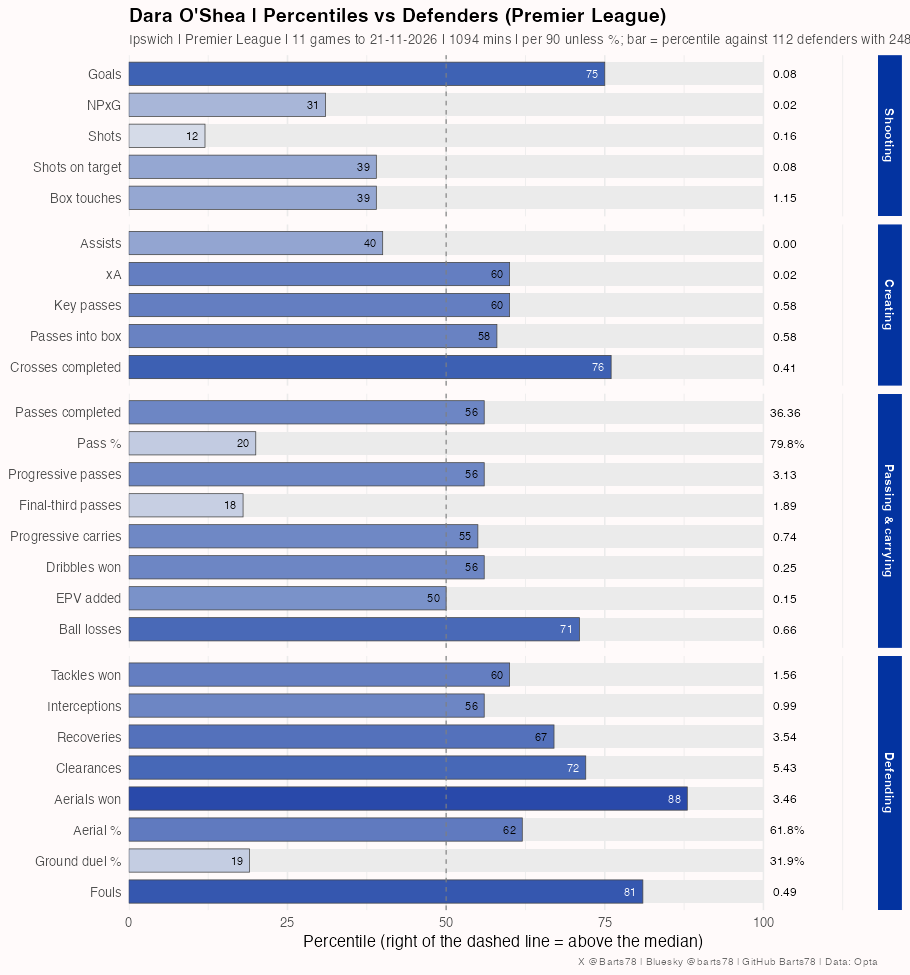 Dara O'Shea | Percentiles vs Defenders (Premier League)
Ipswich | Premier League | 11 games to 21-11-2026 | 1094 mins | per 90 unless %; bar = percentile against 112 defenders with 248
Goals 75 0.08
NPxG 31 0.02
Shots 12 0.16
Shots on target 39 0.08
Box touches 39 1.15
Shooting
Assists 40 0.00
xA 60 0.02
Key passes 60 0.58
Passes into box 58 0.58
Crosses completed 76 0.41
Creating
Passes completed 56 36.36
Pass % 20 79.8%
Progressive passes 56 3.13
Final-third passes 18 1.89
Progressive carries 55 0.74
Dribbles won 56 0.25
EPV added 50 0.15
Ball losses 71 0.66
Passing & carrying
Tackles won 60 1.56
Interceptions 56 0.99
Recoveries 67 3.54
Clearances 72 5.43
Aerials won 88 3.46
Aerial % 62 61.8%
Ground duel % 19 31.9%
Fouls 81 0.49
Defending
0 25 50 75 100
Percentile (right of the dashed line = above the median)
X @Barts78 | Bluesky @barts78 | GitHub Barts78 | Data: Opta